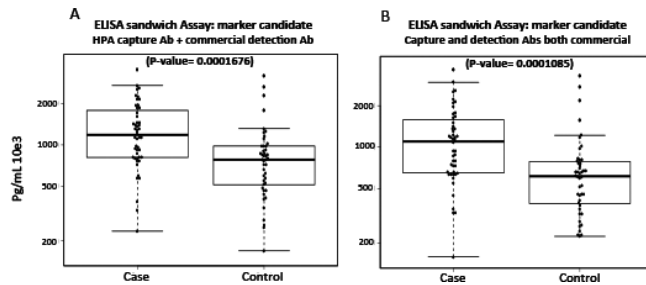 A
ELISA sandwich Assay: marker candidate
HPA capture Ab + commercial detection Ab
(P-value= 0.0001676)
Pg/mL 10e3
2000
1000
500
200
Case
Control
B
ELISA sandwich Assay: marker candidate
Capture and detection Abs both commercial
(P-value= 0.0001085)
2000
1000
500
200
Case
Control